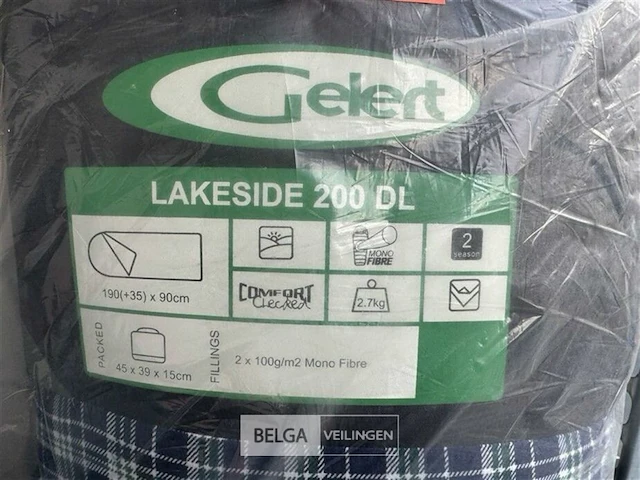 Gelert
LAKESIDE 200 DL
190(+35) x 90cm
MONO
FIBRE
2
season
COMFORT
Checked
2.7kg
PACKED
45 x 39 x 15cm
FILLINGS
2 x 100g/m2 Mono Fibre
BELGA VEILINGEN